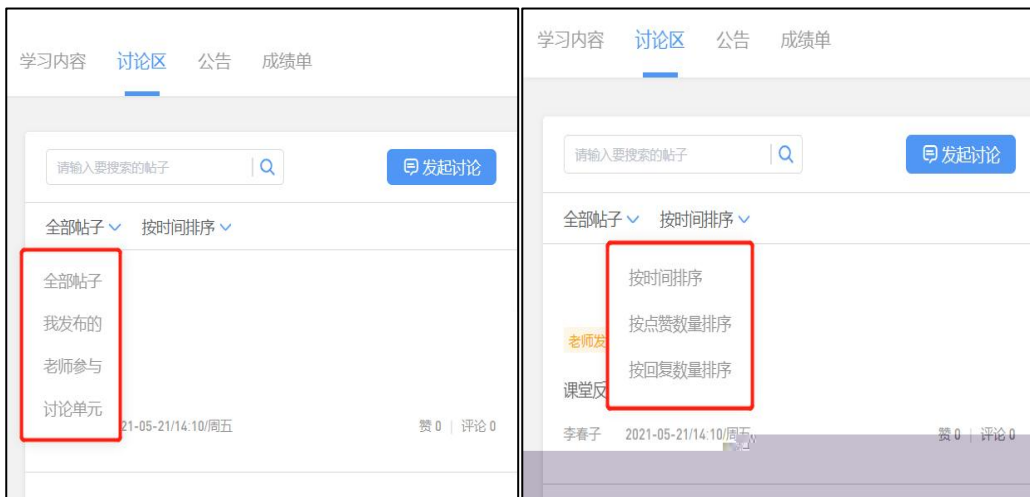 学习内容 讨论区 公告 成绩单
请输入要搜索的帖子
发起讨论
全部帖子 按时间排序
全部帖子
我发布的
老师参与
讨论单元
21-05-21/14:10/周五 赞 0 | 评论 0
学习内容 讨论区 公告 成绩单
请输入要搜索的帖子
发起讨论
全部帖子 按时间排序
按时间排序
按点赞数量排序
老师发
按回复数量排序
课堂反
李春子 2021-05-21/14:10/周五 赞 0 | 评论 0